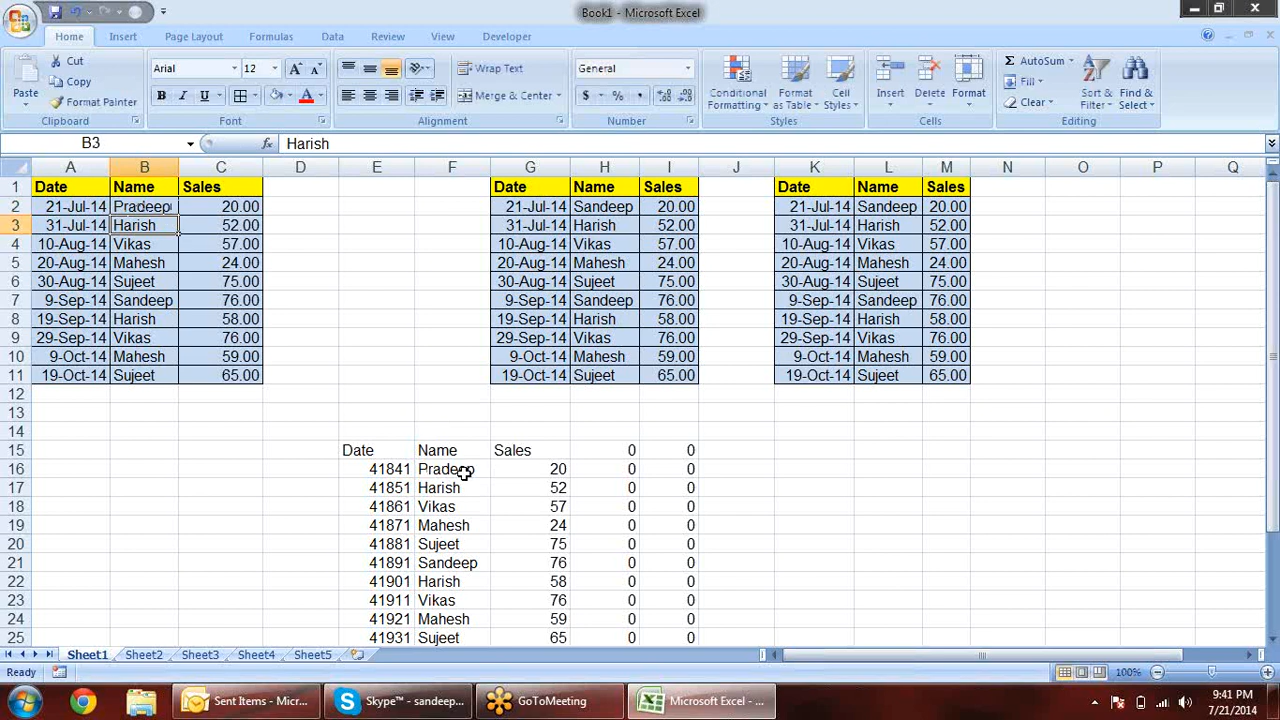 Book1 - Microsoft Excel
Home Insert Page Layout Formulas Data Review View Developer
Cut
Copy
Format Painter
Paste
Arial 12
Wrap Text
Merge & Center
General
Conditional Formatting
Format as Table
Cell Styles
Insert Delete Format
AutoSum
Fill
Clear
Sort & Filter
Find & Select
Clipboard Font Alignment Number Styles Cells Editing
B3 fx Harish
A B C D E F G H I J K L M N O P Q
1 Date Name Sales Date Name Sales Date Name Sales
2 21-Jul-14 Pradeep 20.00 21-Jul-14 Sandeep 20.00 21-Jul-14 Sandeep 20.00
3 31-Jul-14 Harish 52.00 31-Jul-14 Harish 52.00 31-Jul-14 Harish 52.00
4 10-Aug-14 Vikas 57.00 10-Aug-14 Vikas 57.00 10-Aug-14 Vikas 57.00
5 20-Aug-14 Mahesh 24.00 20-Aug-14 Mahesh 24.00 20-Aug-14 Mahesh 24.00
6 30-Aug-14 Sujeet 75.00 30-Aug-14 Sujeet 75.00 30-Aug-14 Sujeet 75.00
7 9-Sep-14 Sandeep 76.00 9-Sep-14 Sandeep 76.00 9-Sep-14 Sandeep 76.00
8 19-Sep-14 Harish 58.00 19-Sep-14 Harish 58.00 19-Sep-14 Harish 58.00
9 29-Sep-14 Vikas 76.00 29-Sep-14 Vikas 76.00 29-Sep-14 Vikas 76.00
10 9-Oct-14 Mahesh 59.00 9-Oct-14 Mahesh 59.00 9-Oct-14 Mahesh 59.00
11 19-Oct-14 Sujeet 65.00 19-Oct-14 Sujeet 65.00 19-Oct-14 Sujeet 65.00
12
13
14
15 Date Name Sales 0 0
16 41841 Pradeep 20 0 0
17 41851 Harish 52 0 0
18 41861 Vikas 57 0 0
19 41871 Mahesh 24 0 0
20 41881 Sujeet 75 0 0
21 41891 Sandeep 76 0 0
22 41901 Harish 58 0 0
23 41911 Vikas 76 0 0
24 41921 Mahesh 59 0 0
25 41931 Sujeet 65 0 0
Sheet1 Sheet2 Sheet3 Sheet4 Sheet5
Ready 100%
Sent Items - Micr... Skype™ - sandeep... GoToMeeting Microsoft Excel - ... 9:41 PM
7/21/2014